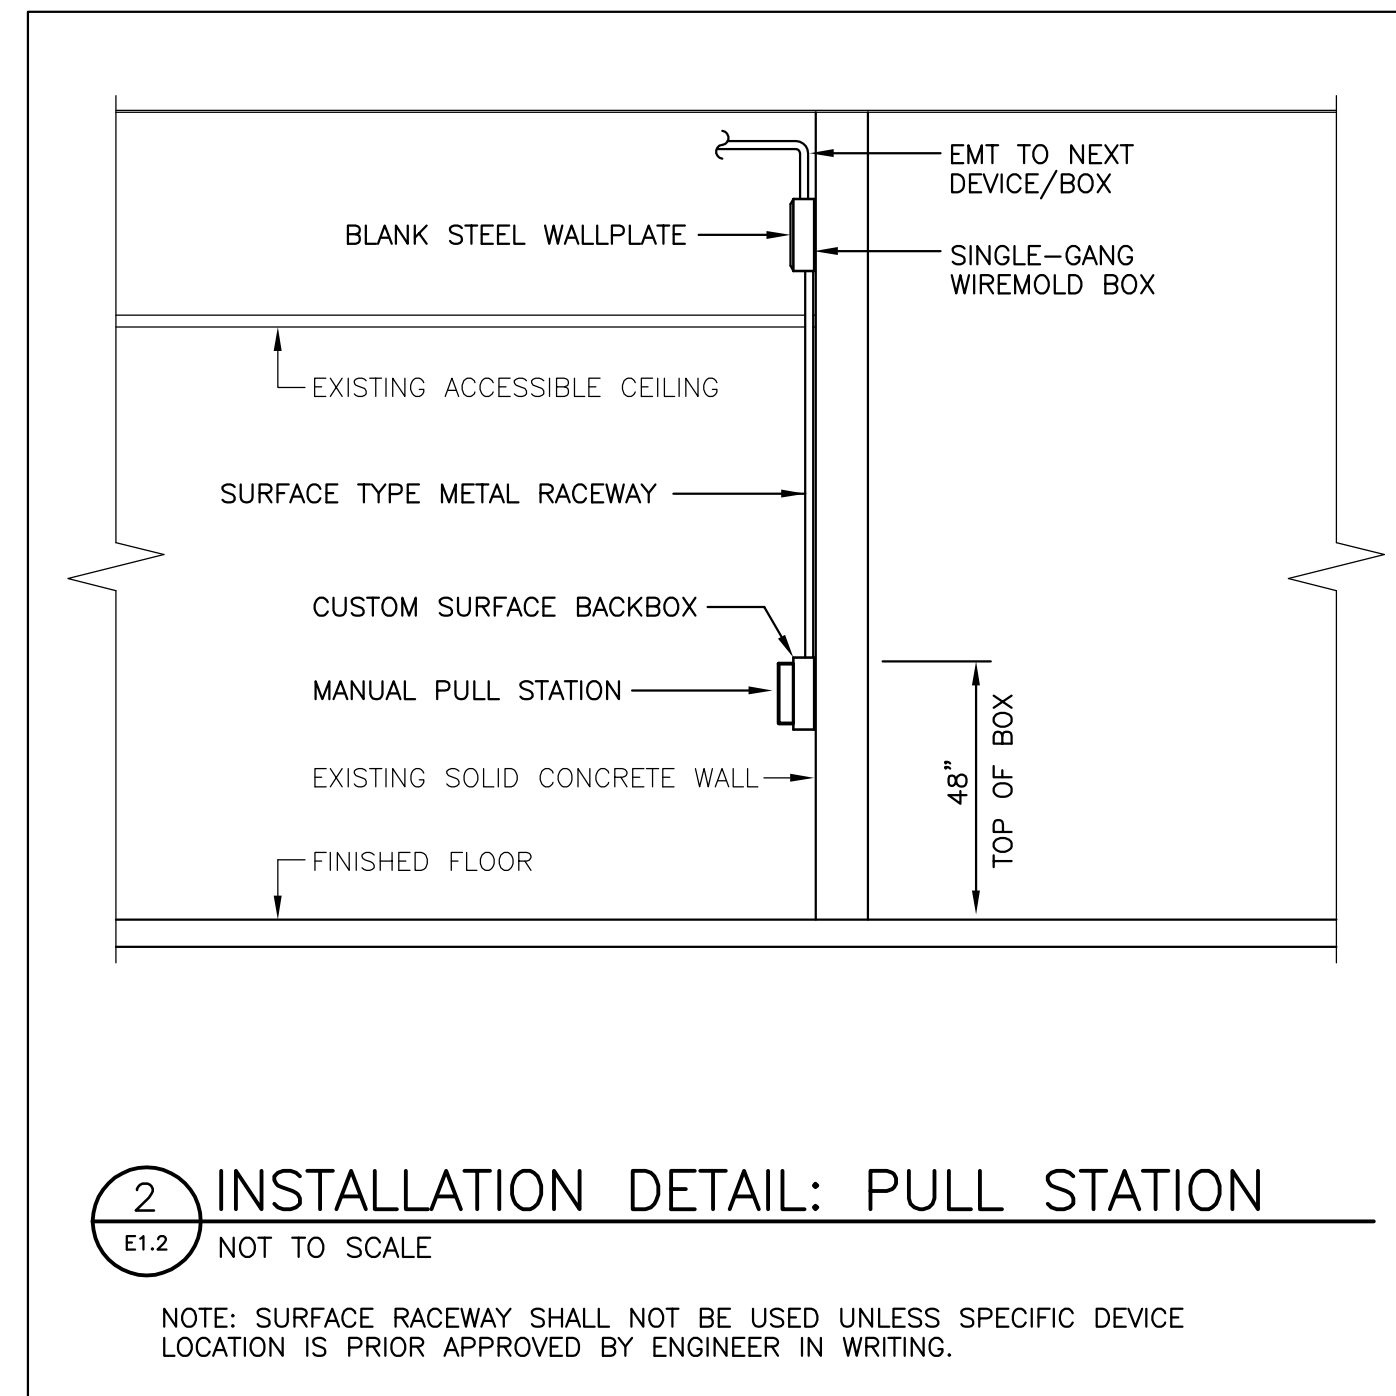 EMT TO NEXT
DEVICE/BOX
BLANK STEEL WALLPLATE
SINGLE-GANG
WIREMOLD BOX
EXISTING ACCESSIBLE CEILING
SURFACE TYPE METAL RACEWAY
CUSTOM SURFACE BACKBOX
MANUAL PULL STATION
48"
TOP OF BOX
EXISTING SOLID CONCRETE WALL
FINISHED FLOOR
2
E1.2
INSTALLATION DETAIL: PULL STATION
NOT TO SCALE
NOTE: SURFACE RACEWAY SHALL NOT BE USED UNLESS SPECIFIC DEVICE
LOCATION IS PRIOR APPROVED BY ENGINEER IN WRITING.